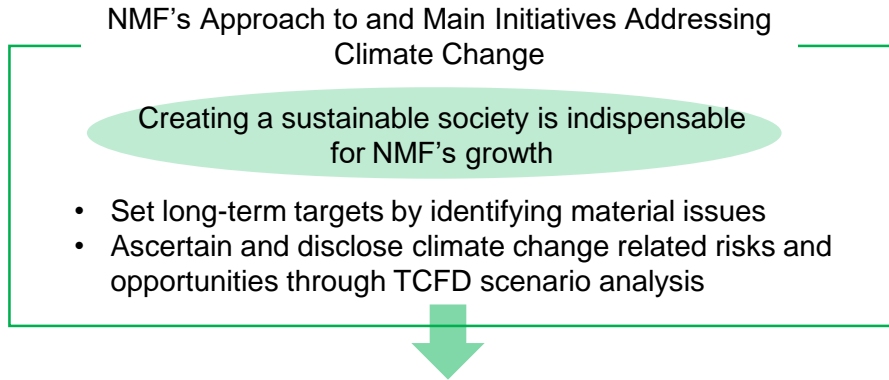 NMF’s Approach to and Main Initiatives Addressing
Climate Change
Creating a sustainable society is indispensable
for NMF’s growth
• Set long-term targets by identifying material issues
• Ascertain and disclose climate change related risks and
opportunities through TCFD scenario analysis